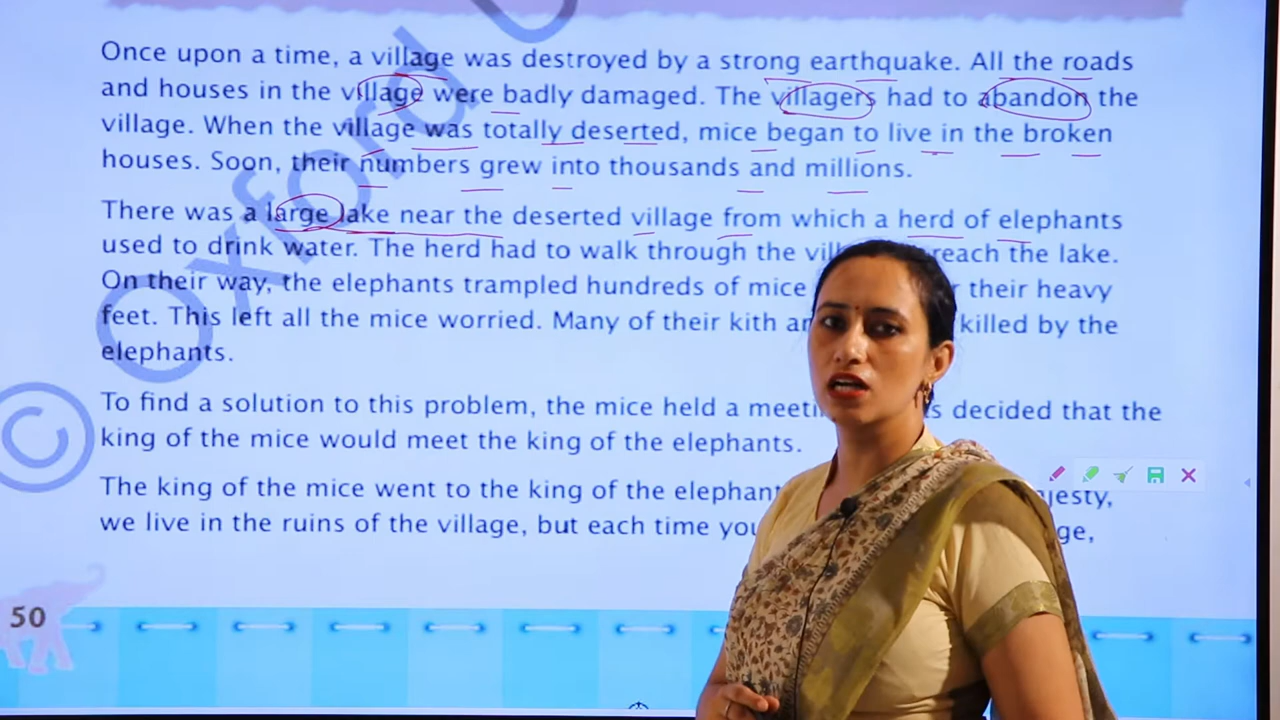 Once upon a time, a village was destroyed by a strong earthquake. All the roads
and houses in the village were badly damaged. The villagers had to abandon the
village. When the village was totally deserted, mice began to live in the broken
houses. Soon, their numbers grew into thousands and millions.
There was a large lake near the deserted village from which a herd of elephants
used to drink water. The herd had to walk through the reach the lake.
On their way, the elephants trampled hundreds of mice their heavy
feet. This left all the mice worried. Many of their kith killed by the
elephants.
To find a solution to this problem, the mice held a decided that the
king of the mice would meet the king of the elephants.
The king of the mice went to the king of the
we live in the ruins of the village, but each time
50
© Oxford